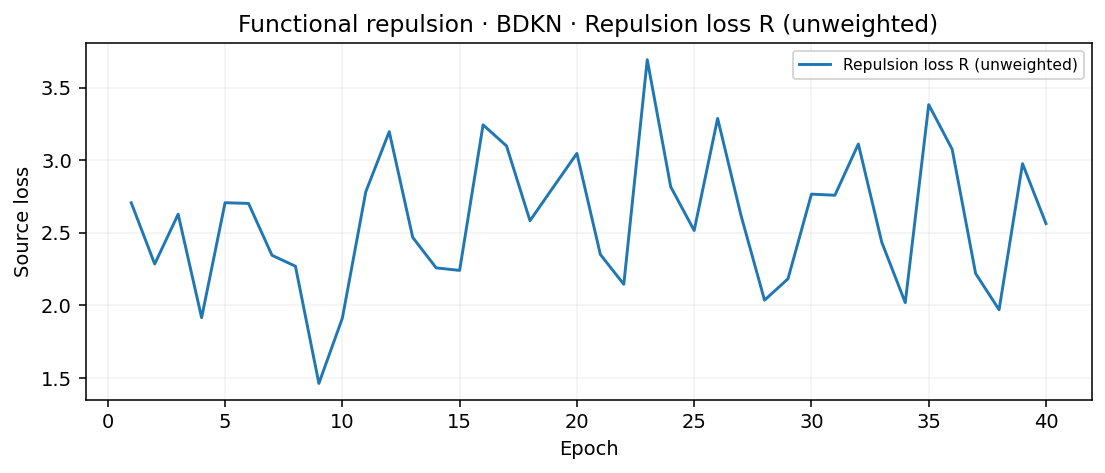 Functional repulsion · BDKN · Repulsion loss R (unweighted)
Repulsion loss R (unweighted)
Source loss
3.5
3.0
2.5
2.0
1.5
0 5 10 15 20 25 30 35 40
Epoch